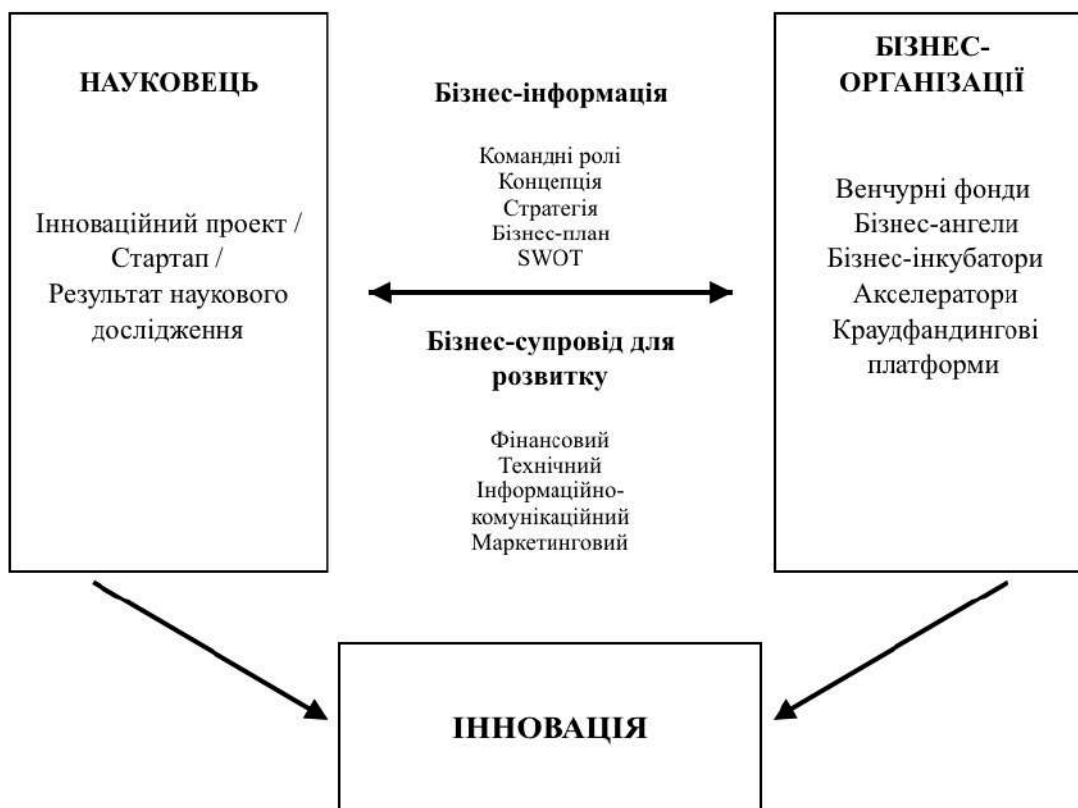 НАУКОВЕЦЬ
Інноваційний проект /
Стартап /
Результат наукового
дослідження
Бізнес-інформація
Командні ролі
Концепція
Стратегія
Бізнес-план
SWOT
Бізнес-супровід для
розвитку
Фінансовий
Технічний
Інформаційно-
комунікаційний
Маркетинговий
БІЗНЕС-
ОРГАНІЗАЦІЇ
Венчурні фонди
Бізнес-ангели
Бізнес-інкубатори
Акселератори
Краудфандингові
платформи
ІННОВАЦІЯ